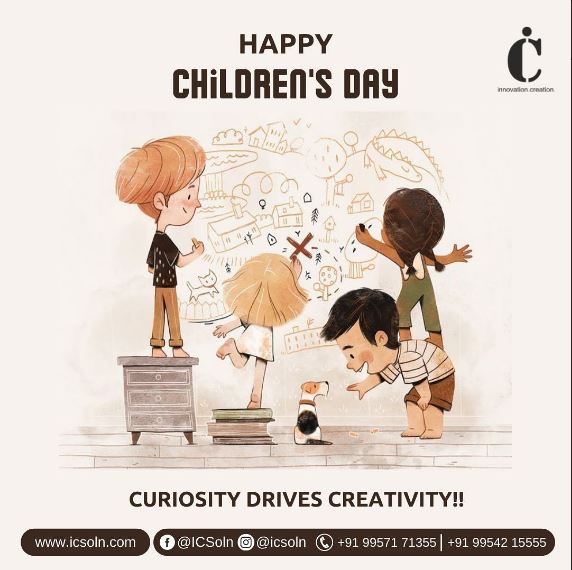 HAPPY
CHiLDREN'S DAY
iC
innovation.creation.
CURIOSITY DRIVES CREATIVITY!!
www.icsoln.com @ICSoln @icsoln +91 99571 71355 | +91 99542 15555